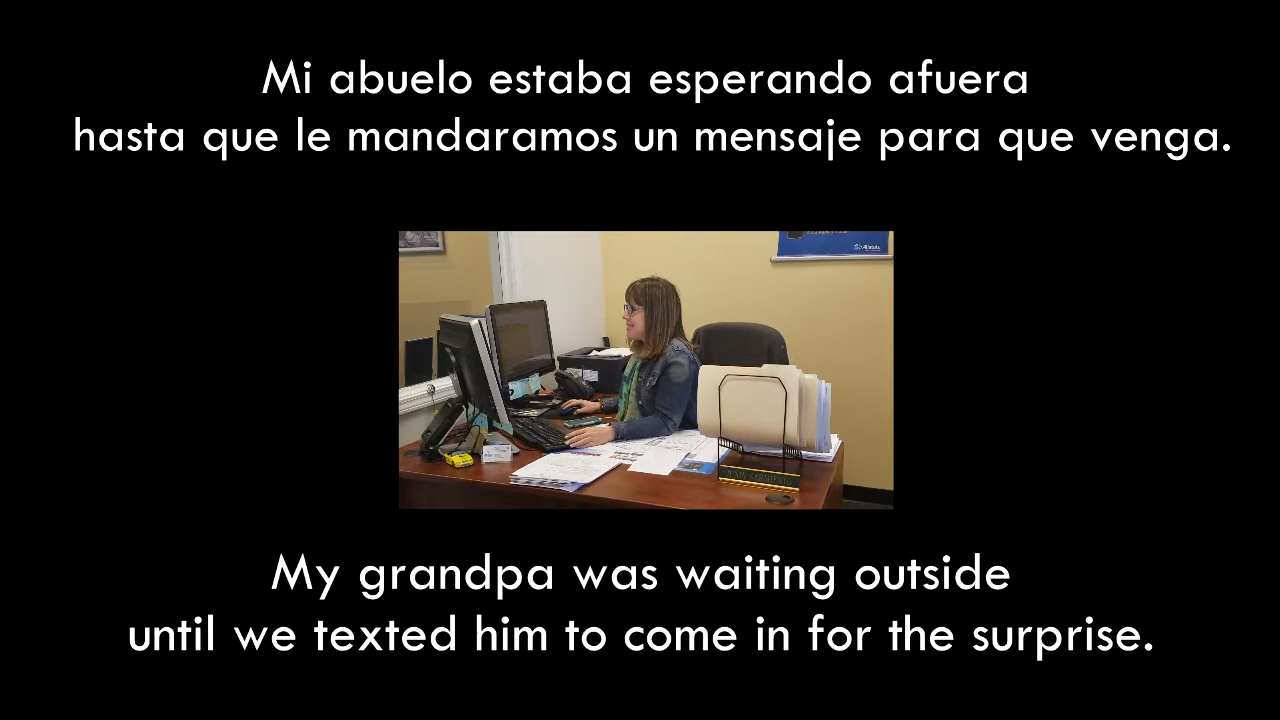 Mi abuelo estaba esperando afuera
hasta que le mandaramos un mensaje para que venga.
Allstate
My grandpa was waiting outside
until we texted him to come in for the surprise.